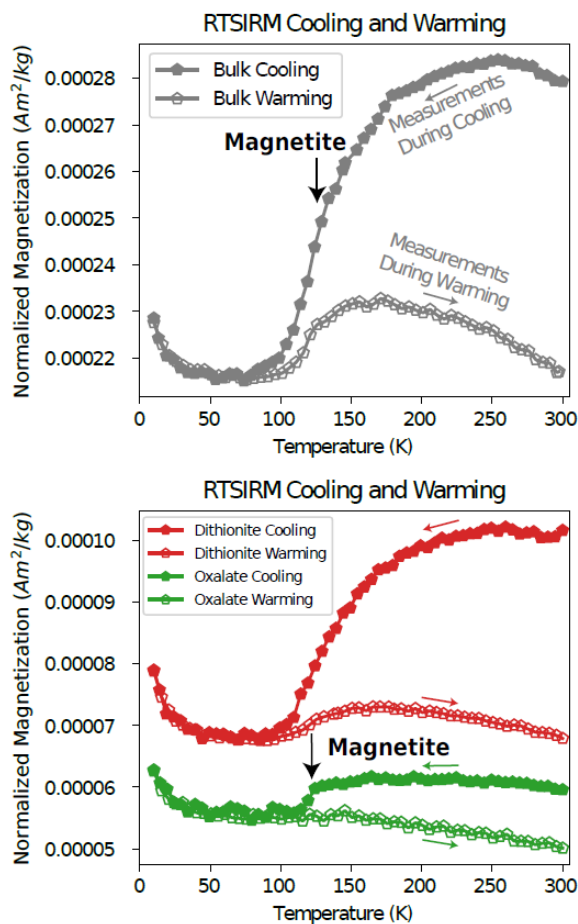 RTSIRM Cooling and Warming
Normalized Magnetization (Am²/kg)
0.00028
0.00027
0.00026
0.00025
0.00024
0.00023
0.00022
Bulk Cooling
Bulk Warming
Measurements
During Cooling
Magnetite
Measurements
During Warming
0 50 100 150 200 250 300
Temperature (K)
RTSIRM Cooling and Warming
Normalized Magnetization (Am²/kg)
0.00010
0.00009
0.00008
0.00007
0.00006
0.00005
Dithionite Cooling
Dithionite Warming
Oxalate Cooling
Oxalate Warming
Magnetite
0 50 100 150 200 250 300
Temperature (K)